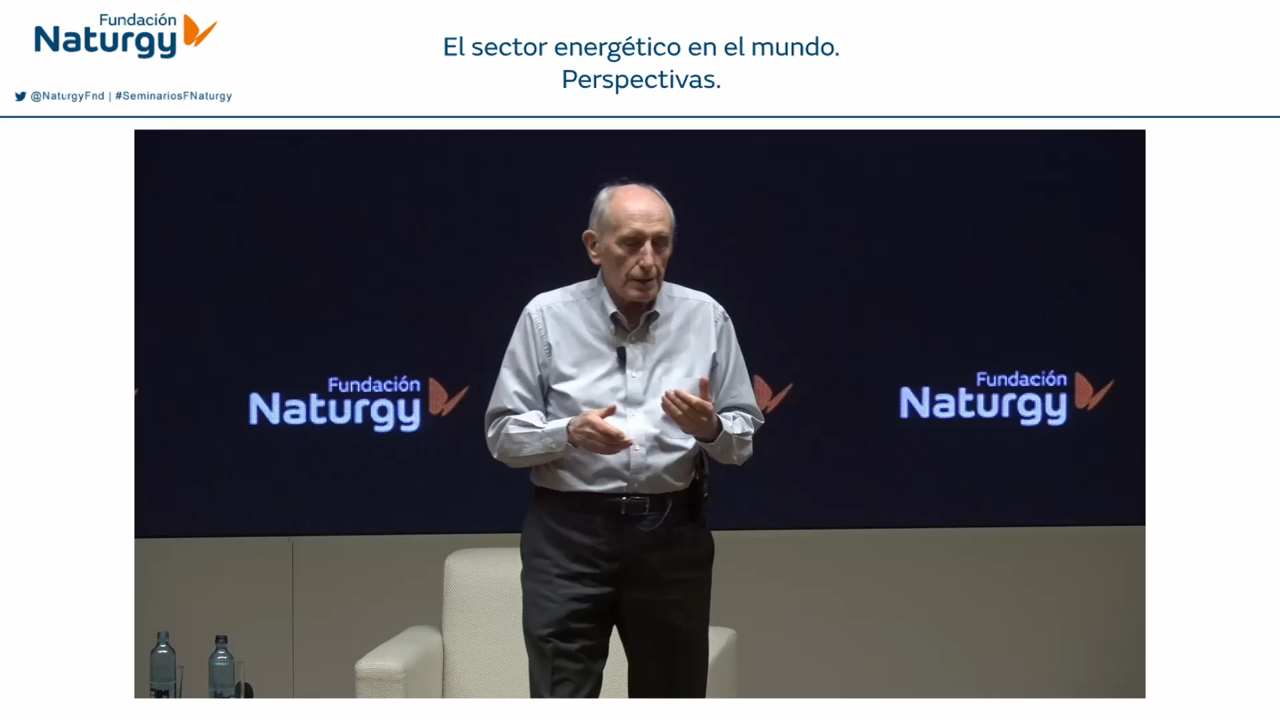 Fundación
Naturgy
@NaturgyFnd | #SeminariosFNaturgy
El sector energético en el mundo.
Perspectivas.
Fundación
Naturgy
Fundación
Naturgy